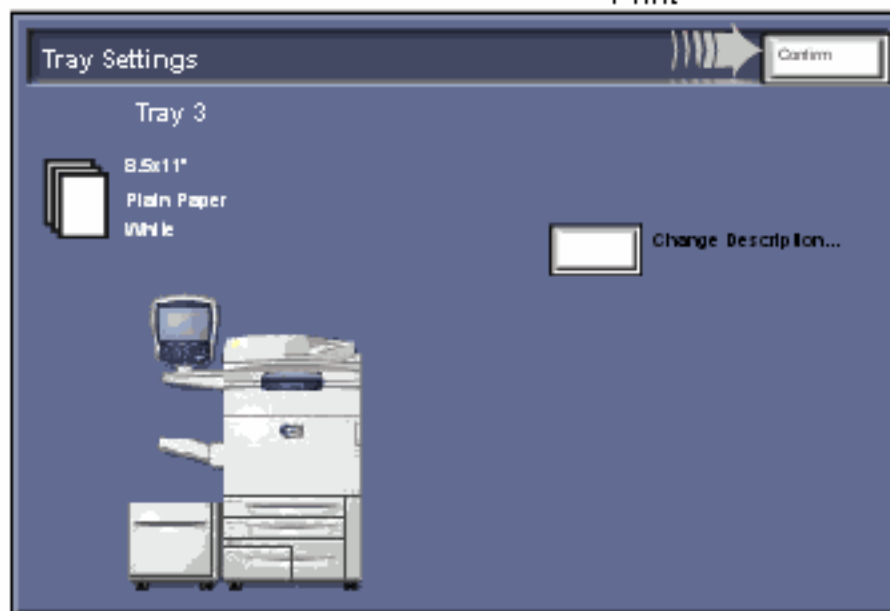 Tray Settings
Confirm
Tray 3
8.5x11"
Plain Paper
White
Change Description...